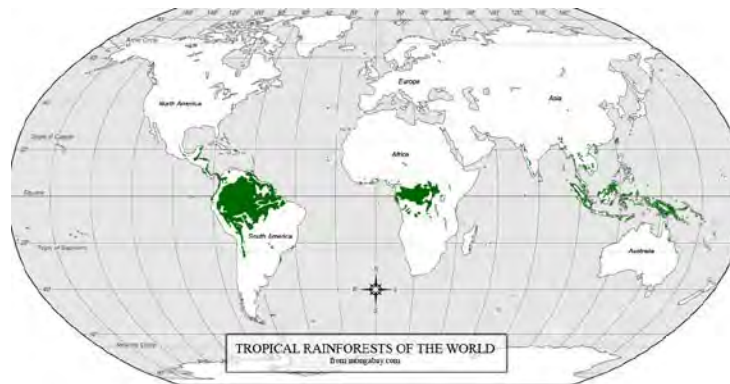 Arctic Circle
North America
Europe
Asia
Tropic of Cancer
Africa
Equator
South America
Tropic of Capricorn
Australia
TROPICAL RAINFORESTS OF THE WORLD
from mongabay.com